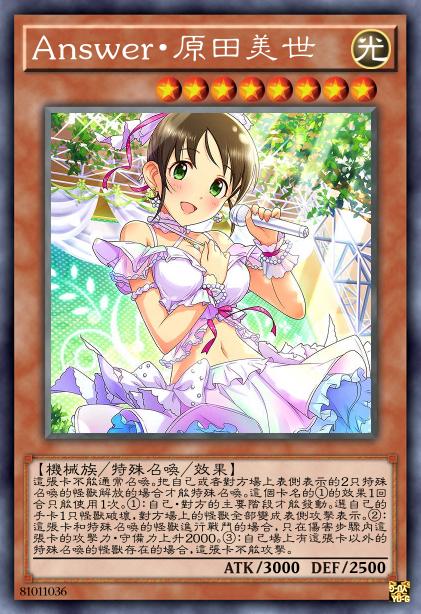 Answer・原田美世
光
【機械族／特殊召喚／效果】
這張卡不能通常召喚。把自己或者對方場上表側表示的2只特殊
召喚的怪獸解放的場合才能特殊召喚。這個卡名的①的效果1回
合只能使用1次。①：自己·對方的主要階段才能發動。選自己的
手卡1只怪獸破壞，對方場上的怪獸全部變成表側攻擊表示。②：
這張卡和特殊召喚的怪獸進行戰鬥的場合，只在傷害步驟內這
張卡的攻擊力·守備力上升2000。③：自己場上有這張卡以外的
特殊召喚的怪獸存在的場合，這張卡不能攻擊。
ATK/3000 DEF/2500
81011036